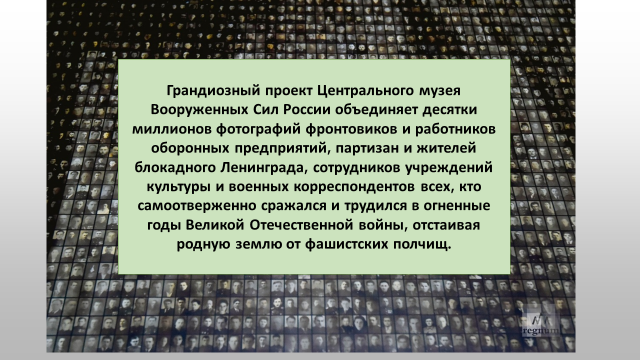 Грандиозный проект Центрального музея
Вооруженных Сил России объединяет десятки
миллионов фотографий фронтовиков и работников
оборонных предприятий, партизан и жителей
блокадного Ленинграда, сотрудников учреждений
культуры и военных корреспондентов всех, кто
самоотверженно сражался и трудился в огненные
годы Великой Отечественной войны, отстаивая
родную землю от фашистских полчищ.
regnum